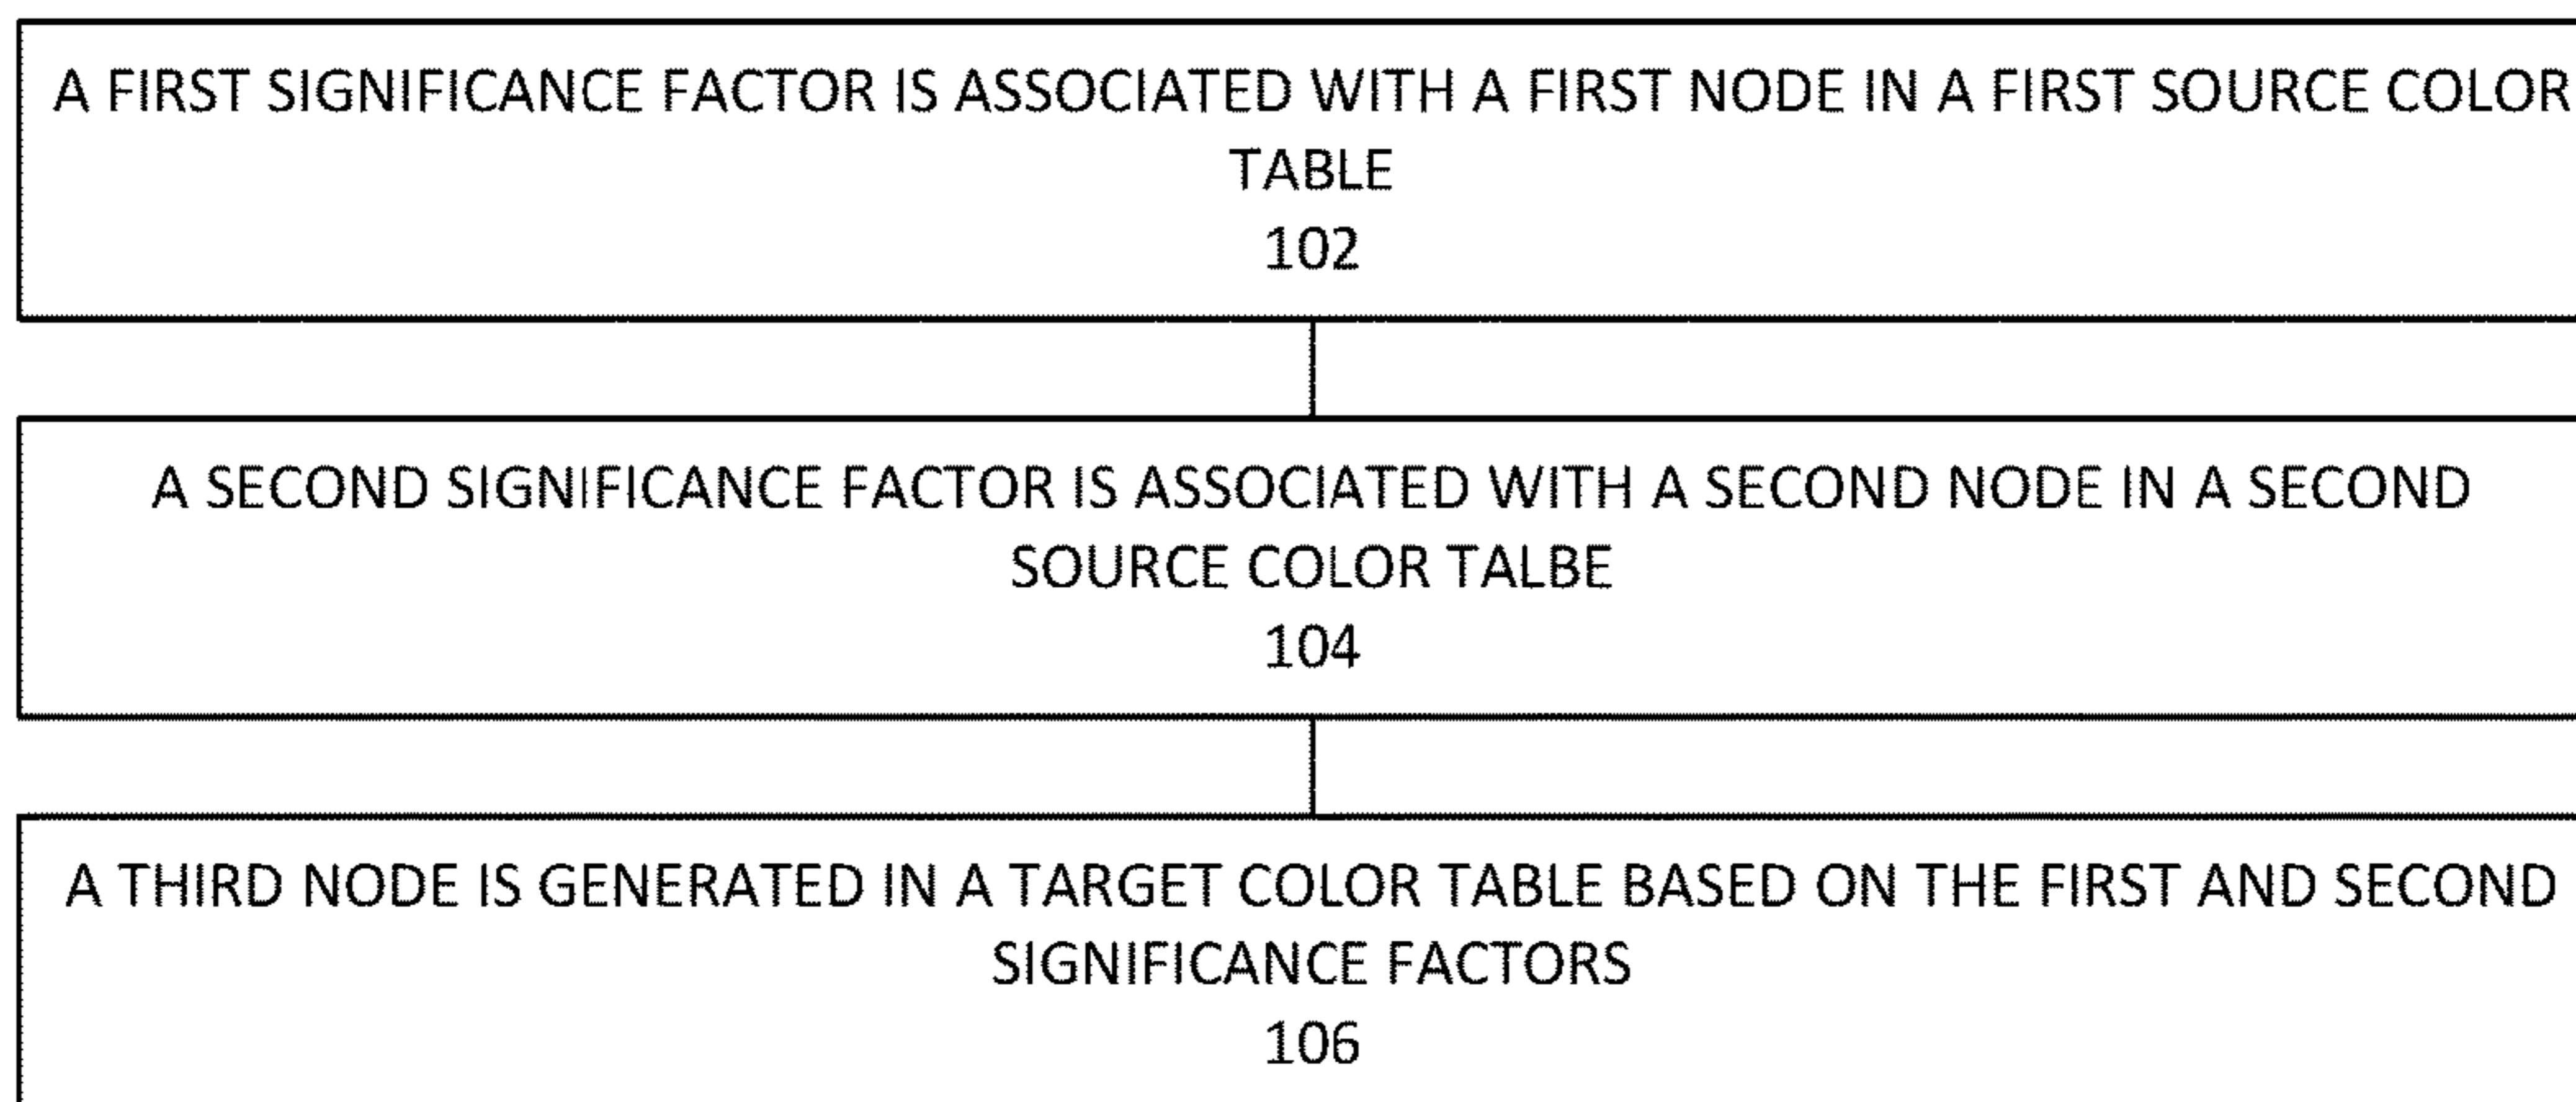 A FIRST SIGNIFICANCE FACTOR IS ASSOCIATED WITH A FIRST NODE IN A FIRST SOURCE COLOR
TABLE
102
A SECOND SIGNIFICANCE FACTOR IS ASSOCIATED WITH A SECOND NODE IN A SECOND
SOURCE COLOR TALBE
104
A THIRD NODE IS GENERATED IN A TARGET COLOR TABLE BASED ON THE FIRST AND SECOND
SIGNIFICANCE FACTORS
106